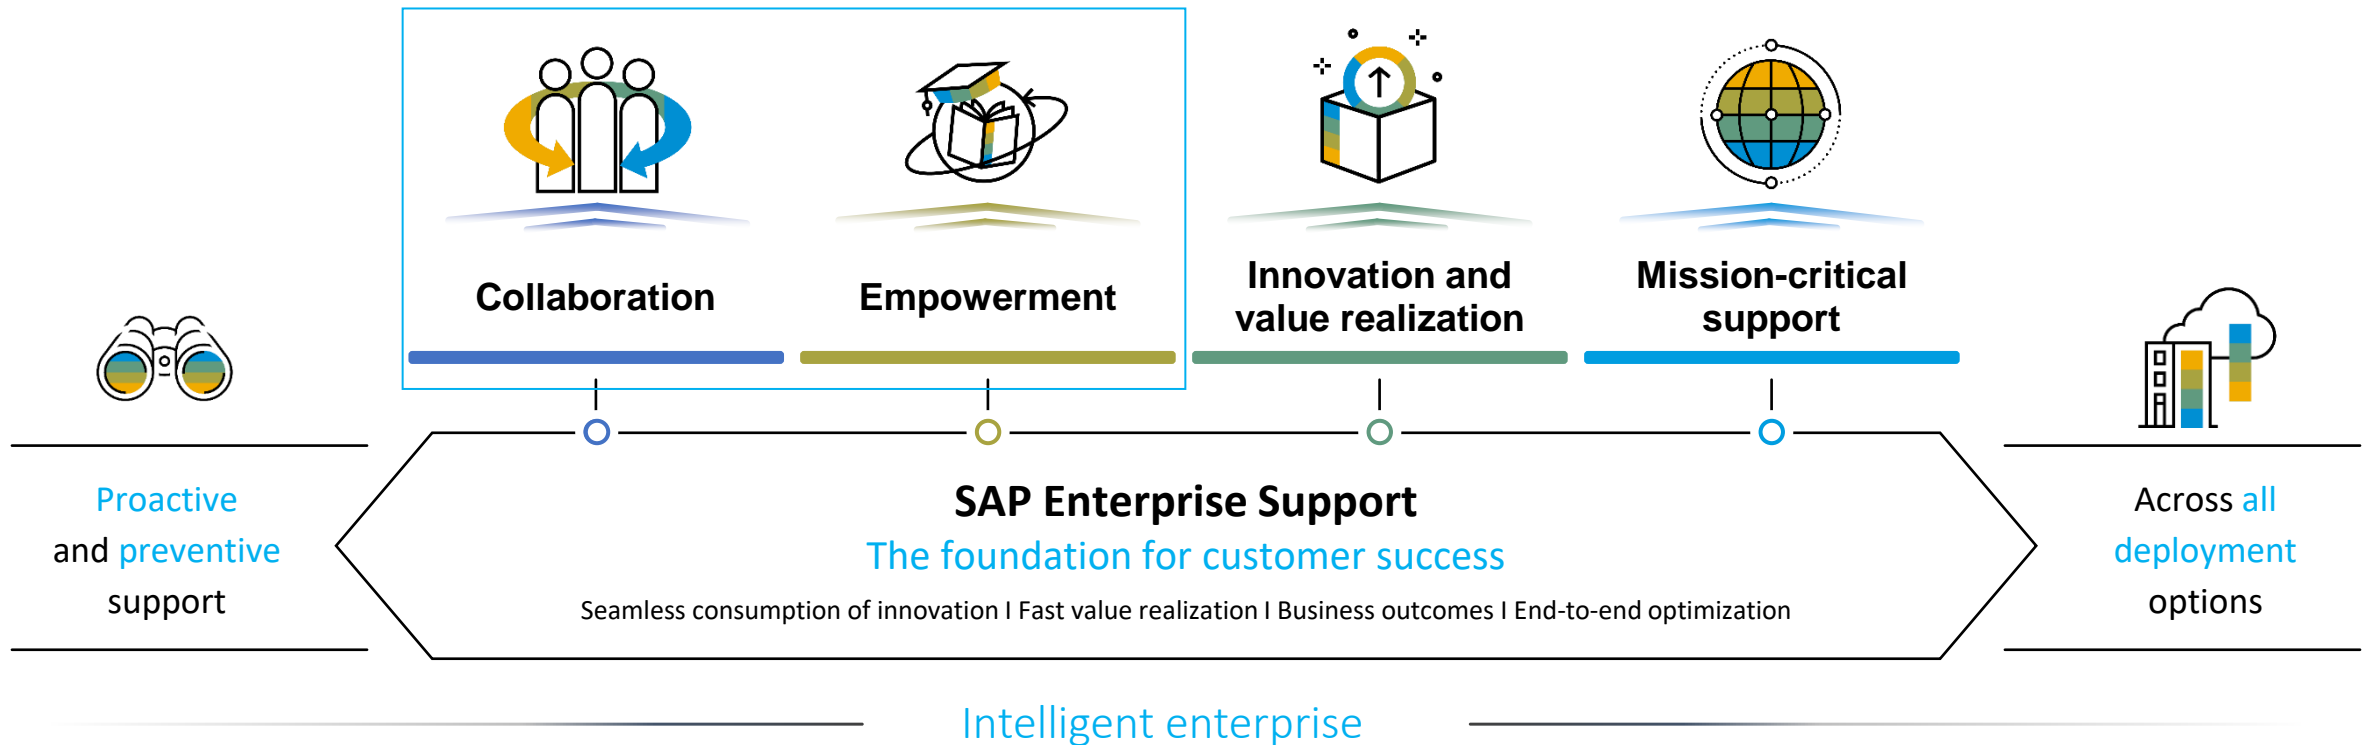 Collaboration
Empowerment
Innovation and
value realization
Mission-critical
support
Proactive
and preventive
support
SAP Enterprise Support
The foundation for customer success
Seamless consumption of innovation I Fast value realization I Business outcomes I End-to-end optimization
Across all
deployment
options
Intelligent enterprise